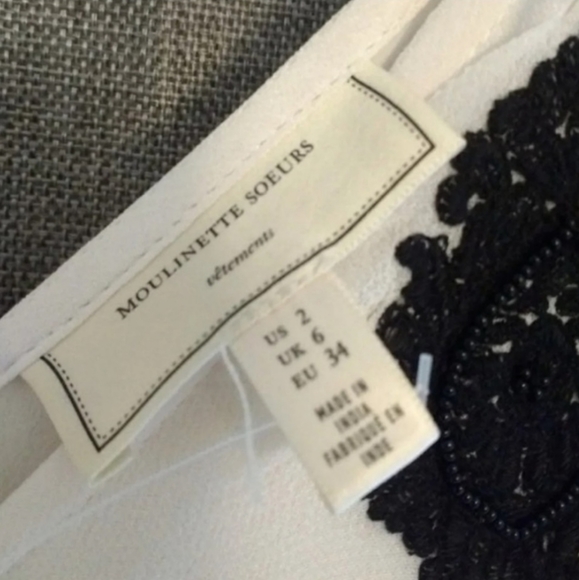 MOULINETTE SOEURS
vêtements
US 2
UK 6
EU 34
MADE IN
INDIA
FABRIQUÉ EN
INDE